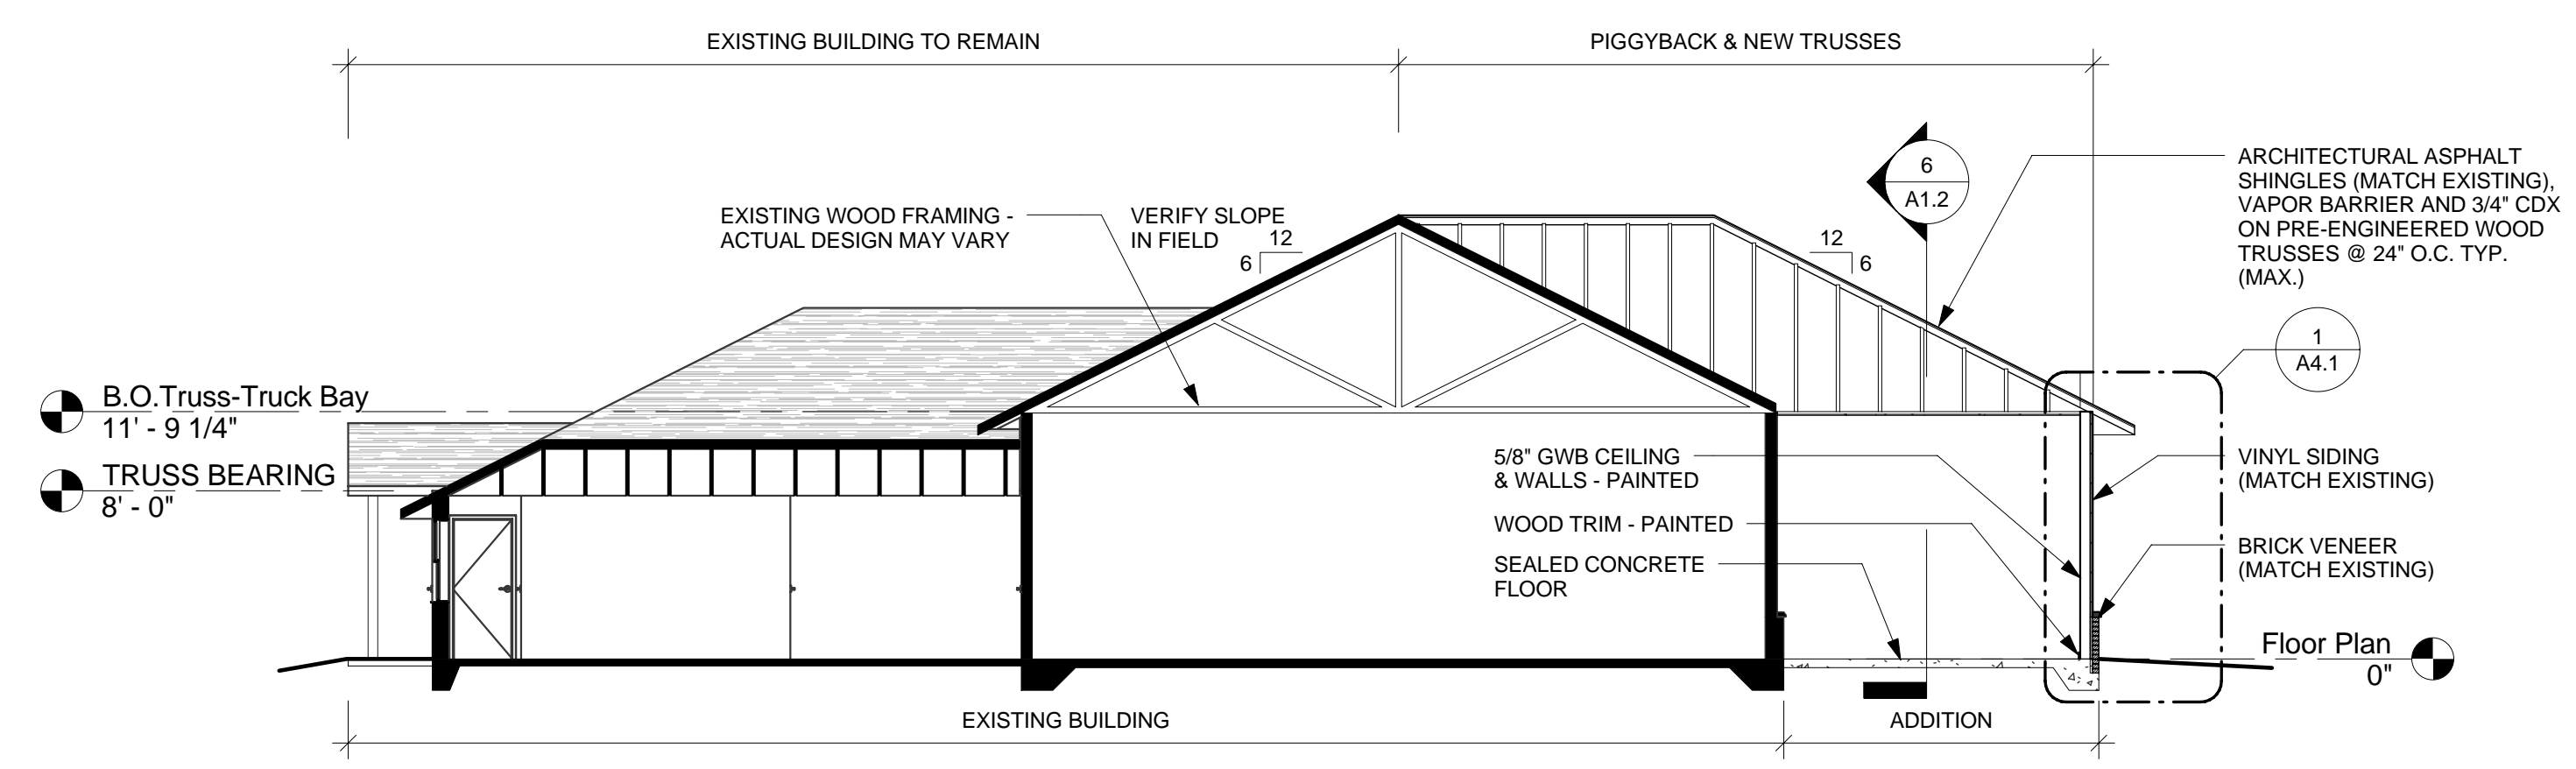 EXISTING BUILDING TO REMAIN
PIGGYBACK & NEW TRUSSES
6
A1.2
ARCHITECTURAL ASPHALT
SHINGLES (MATCH EXISTING),
VAPOR BARRIER AND 3/4" CDX
ON PRE-ENGINEERED WOOD
TRUSSES @ 24" O.C. TYP.
(MAX.)
EXISTING WOOD FRAMING -
ACTUAL DESIGN MAY VARY
VERIFY SLOPE
IN FIELD
12
6
12
6
1
A4.1
B.O.Truss-Truck Bay
11' - 9 1/4"
TRUSS BEARING
8' - 0"
5/8" GWB CEILING
& WALLS - PAINTED
WOOD TRIM - PAINTED
SEALED CONCRETE
FLOOR
VINYL SIDING
(MATCH EXISTING)
BRICK VENEER
(MATCH EXISTING)
Floor Plan
0"
EXISTING BUILDING
ADDITION